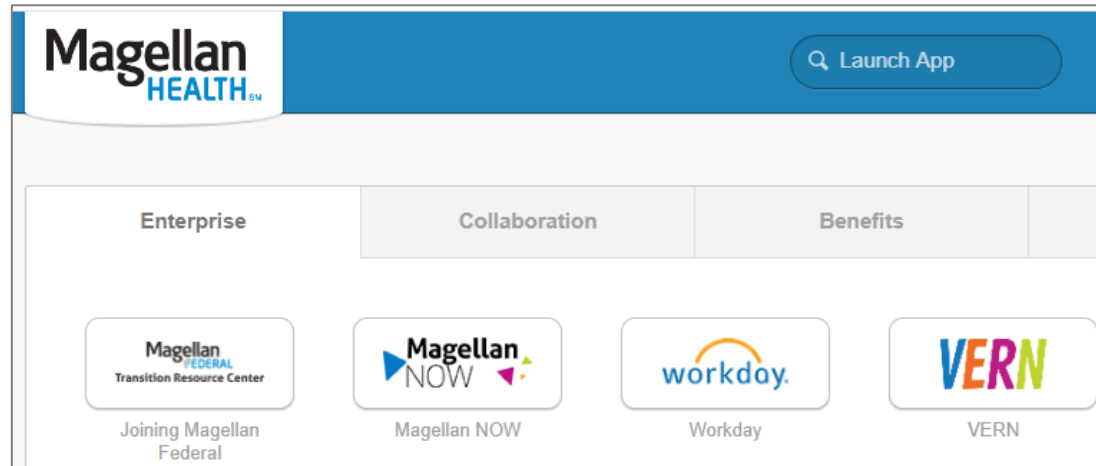 Magellan
HEALTH SM
Launch App
Enterprise
Collaboration
Benefits
Magellan
FEDERAL
Transition Resource Center
Magellan
NOW
workday.
VERN
Joining Magellan
Federal
Magellan NOW
Workday
VERN